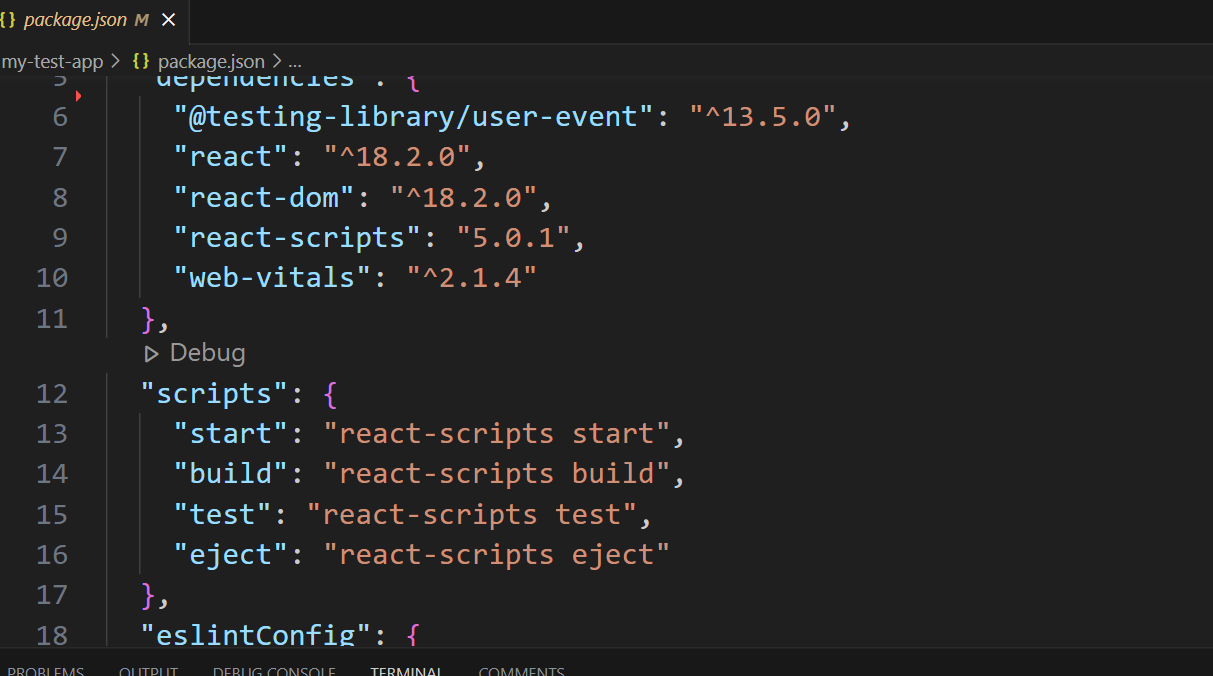 {} package.json M ×
my-test-app > {} package.json > ...
5 "dependencies": {
6 "@testing-library/user-event": "^13.5.0",
7 "react": "^18.2.0",
8 "react-dom": "^18.2.0",
9 "react-scripts": "5.0.1",
10 "web-vitals": "^2.1.4"
11 },
Debug
12 "scripts": {
13 "start": "react-scripts start",
14 "build": "react-scripts build",
15 "test": "react-scripts test",
16 "eject": "react-scripts eject"
17 },
18 "eslintConfig": {
PROBLEMS OUTPUT DEBUG CONSOLE TERMINAL COMMENTS